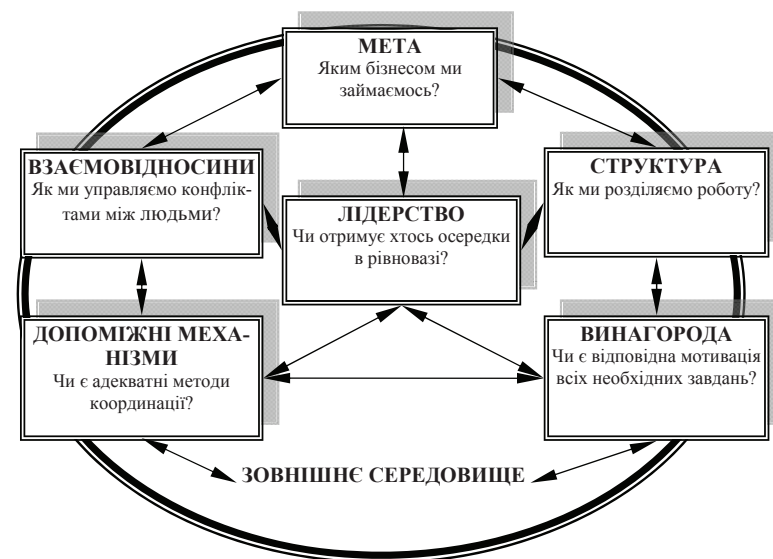 МЕТА
Яким бізнесом ми
займаємось?
ВЗАЄМОВІДНОСИНИ
Як ми управляємо конфлік-
тами між людьми?
СТРУКТУРА
Як ми розділяємо роботу?
ЛІДЕРСТВО
Чи отримує хтось осередки
в рівновазі?
ДОПОМІЖНІ МЕХА-
НІЗМИ
Чи є адекватні методи
координації?
ВИНАГОРОДА
Чи є відповідна мотивація
всіх необхідних завдань?
ЗОВНІШНЄ СЕРЕДОВИЩЕ